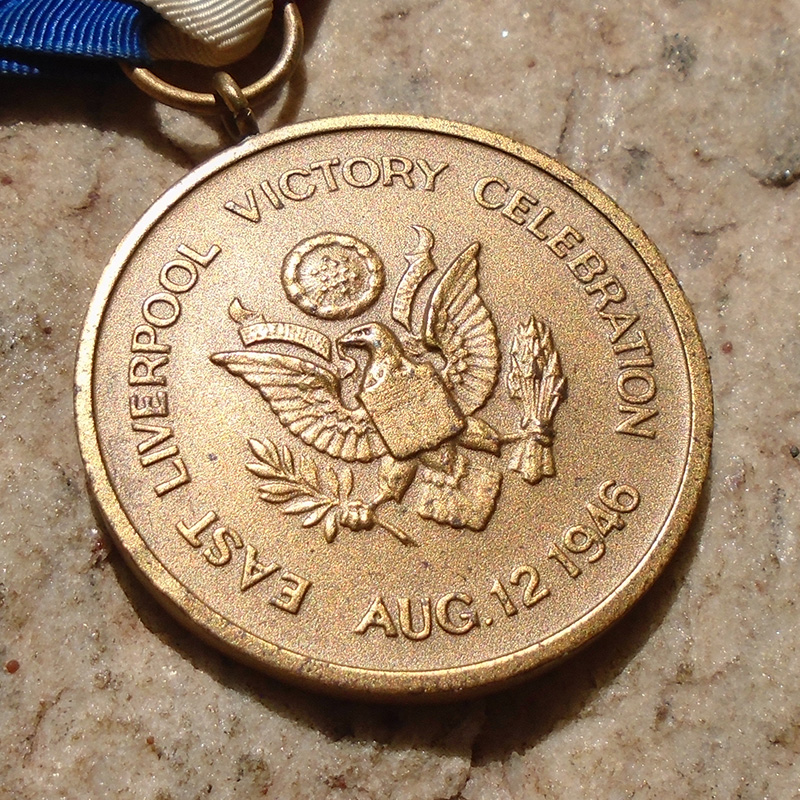 EAST LIVERPOOL VICTORY CELEBRATION
AUG. 12 1946